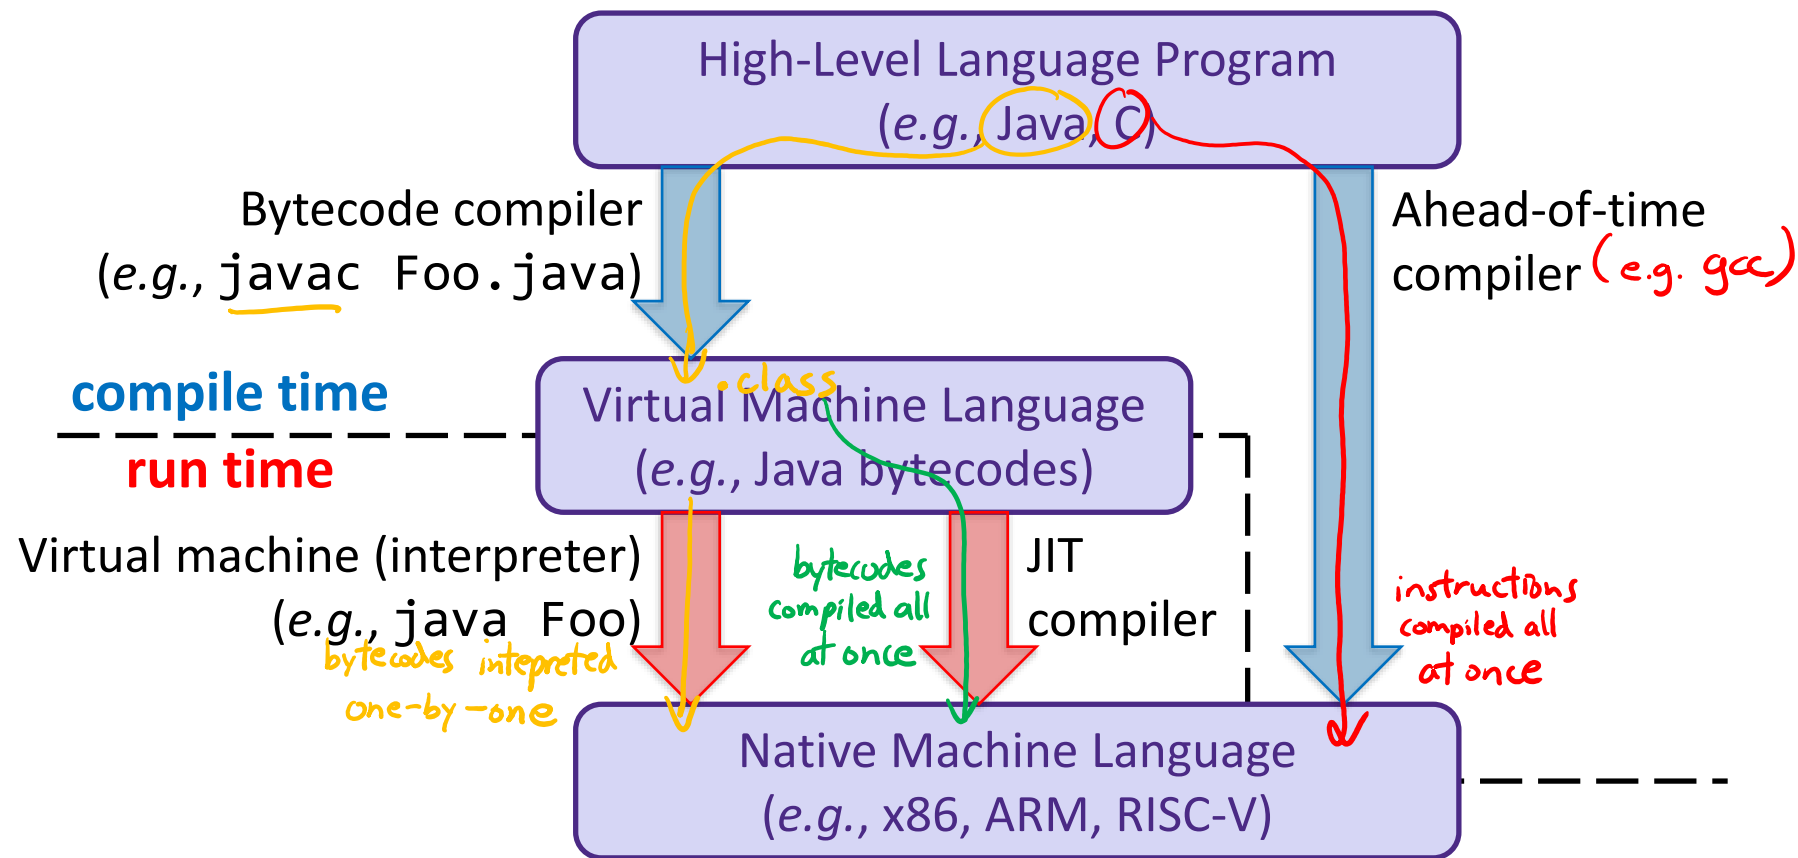 High-Level Language Program
(e.g., Java, C)
Bytecode compiler
(e.g., javac Foo.java)
Ahead-of-time
compiler (e.g. gcc)
compile time
run time
.class
Virtual Machine Language
(e.g., Java bytecodes)
Virtual machine (interpreter)
(e.g., java Foo)
bytecodes intepreted
one-by-one
bytecodes
compiled all
at once
JIT
compiler
instructions
compiled all
at once
Native Machine Language
(e.g., x86, ARM, RISC-V)